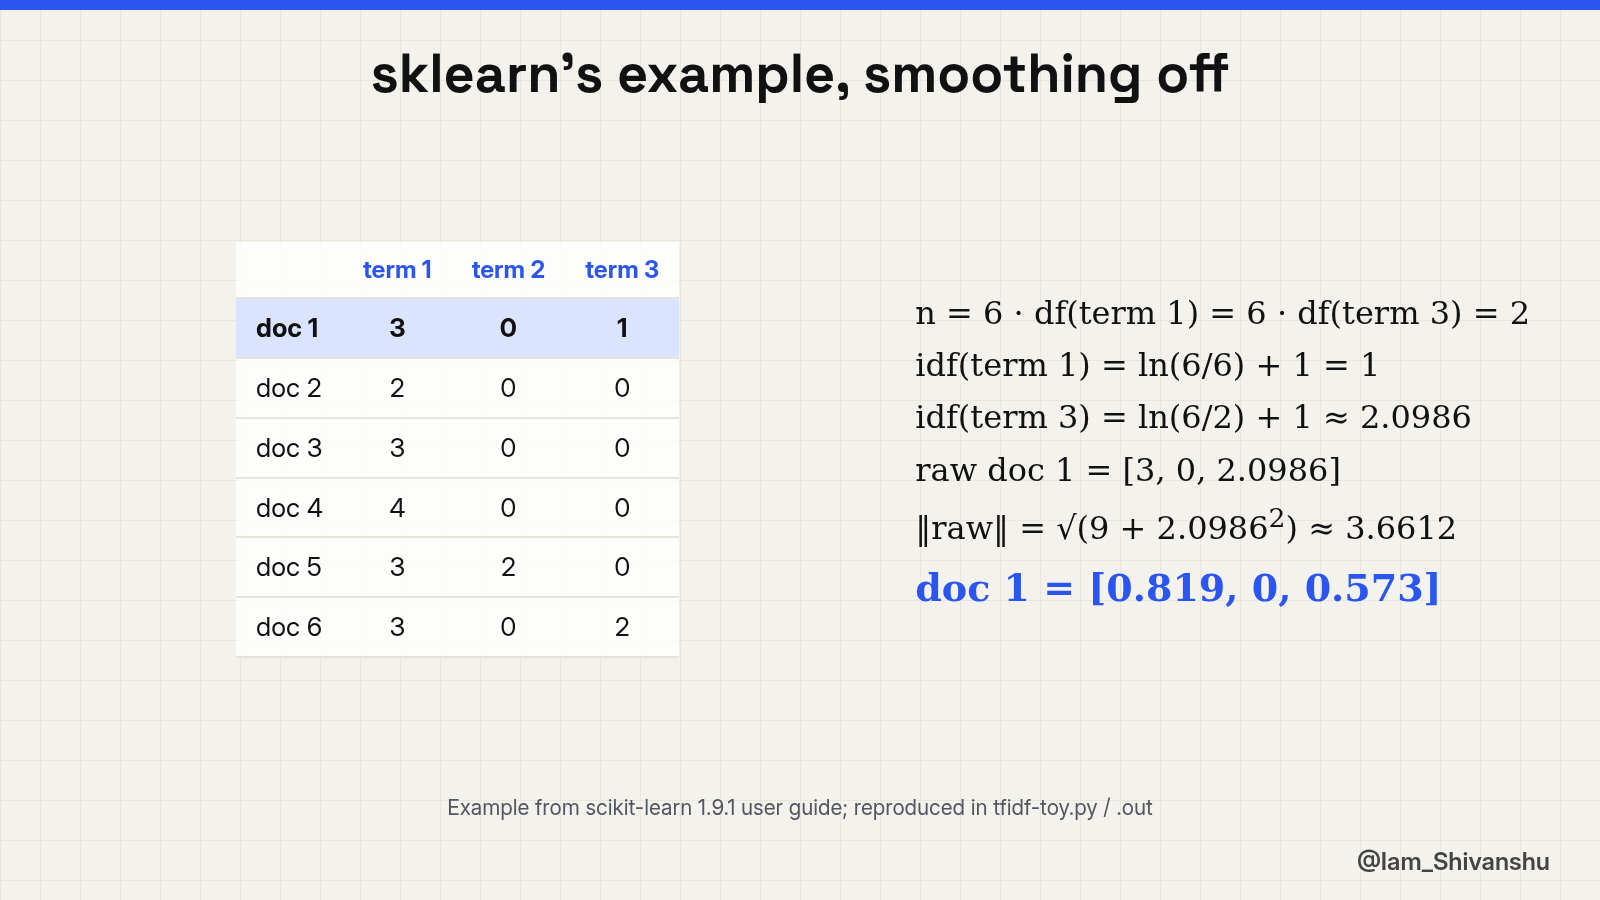 sklearn’s example, smoothing off
term 1 term 2 term 3
doc 1 3 0 1
doc 2 2 0 0
doc 3 3 0 0
doc 4 4 0 0
doc 5 3 2 0
doc 6 3 0 2
n = 6 · df(term 1) = 6 · df(term 3) = 2
idf(term 1) = ln(6/6) + 1 = 1
idf(term 3) = ln(6/2) + 1 ≈ 2.0986
raw doc 1 = [3, 0, 2.0986]
‖raw‖ = √(9 + 2.0986²) ≈ 3.6612
doc 1 = [0.819, 0, 0.573]
Example from scikit-learn 1.9.1 user guide; reproduced in tfidf-toy.py / .out
@Iam_Shivanshu